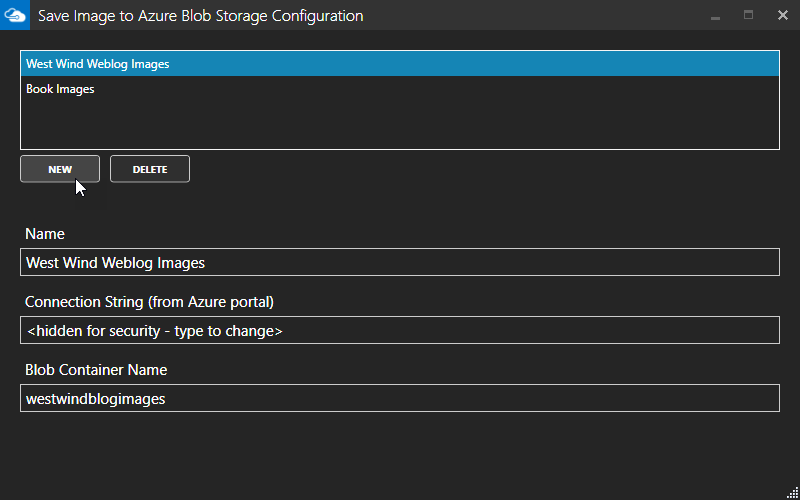 Save Image to Azure Blob Storage Configuration
West Wind Weblog Images
Book Images
NEW DELETE
Name
West Wind Weblog Images
Connection String (from Azure portal)
<hidden for security - type to change>
Blob Container Name
westwindblogimages